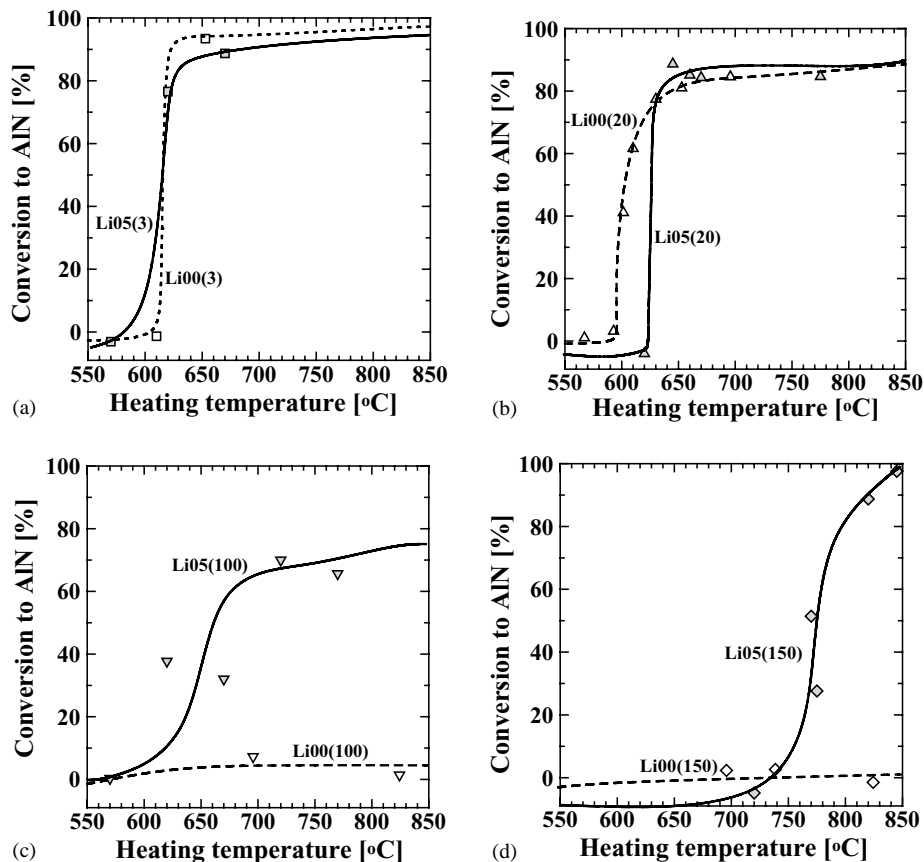 100
80
60
40
20
0
Conversion to AlN [%]
Li05(3)
Li00(3)
550 600 650 700 750 800 850
Heating temperature [oC]
(a)
100
80
60
40
20
0
Conversion to AlN [%]
Li00(20)
Li05(20)
550 600 650 700 750 800 850
Heating temperature [oC]
(b)
100
80
60
40
20
0
Conversion to AlN [%]
Li05(100)
Li00(100)
550 600 650 700 750 800 850
Heating temperature [oC]
(c)
100
80
60
40
20
0
Conversion to AlN [%]
Li05(150)
Li00(150)
550 600 650 700 750 800 850
Heating temperature [oC]
(d)